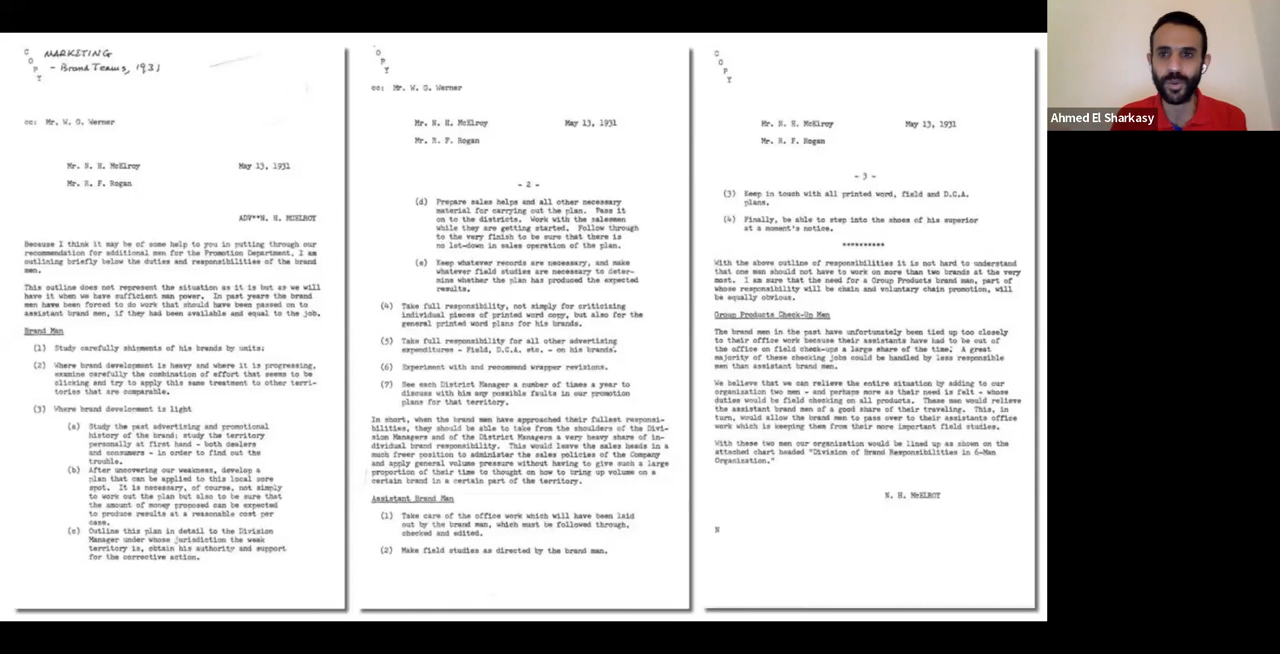 C
O
P
Y
MARKETING
- Brand Teams, 1931
cc: Mr. W. G. Werner
Mr. N. H. McElroy May 13, 1931
Mr. R. F. Rogan
ADV**N. H. McELROY
Because I think it may be of some help to you in putting through our
recommendation for additional men for the Promotion Department, I am
outlining briefly below the duties and responsibilities of the brand
men.
This outline does not represent the situation as it is but as we will
have it when we have sufficient man power. In past years the brand
men have been forced to do work that should have been passed on to
assistant brand men, if they had been available and equal to the job.
Brand Man
(1) Study carefully shipments of his brands by units:
(2) Where brand development is heavy and where it is progressing,
examine carefully the combination of effort that seems to be
clicking and try to apply this same treatment to other terri-
tories that are comparable.
(3) Where brand development is light
(a) Study the past advertising and promotional
history of the brand; study the territory
personally at first hand - both dealers
and consumers - in order to find out the
trouble.
(b) After uncovering our weakness, develop a
plan that can be applied to this local sore
spot. It is necessary, of course, not simply
to work out the plan but also to be sure that
the amount of money proposed can be expected
to produce results at a reasonable cost per
case.
(c) Outline this plan in detail to the Division
Manager under whose jurisdiction the weak
territory is, obtain his authority and support
for the corrective action.
O
P
Y
cc: Mr. W. G. Werner
Mr. N. H. McElroy May 13, 1931
Mr. R. F. Rogan
- 2 -
(d) Prepare sales helps and all other necessary
material for carrying out the plan. Pass it
on to the districts. Work with the salesmen
while they are getting started. Follow through
to the very finish to be sure that there is
no let-down in sales operation of the plan.
(e) Keep whatever records are necessary, and make
whatever field studies are necessary to deter-
mine whether the plan has produced the expected
results.
(4) Take full responsibility, not simply for criticizing
individual pieces of printed word copy, but also for the
general printed word plans for his brands.
(5) Take full responsibility for all other advertising
expenditures - Field, D.C.A. etc. - on his brands.
(6) Experiment with and recommend wrapper revisions.
(7) See each District Manager a number of times a year to
discuss with him any possible faults in our promotion
plans for that territory.
In short, when the brand men have approached their fullest responsi-
bilities, they should be able to take from the shoulders of the Divi-
sion Managers and of the District Managers a very heavy share of in-
dividual brand responsibility. This would leave the sales heads in a
much freer position to administer the sales policies of the Company
and apply general volume pressure without having to give such a large
proportion of their time to thought on how to bring up volume on a
certain brand in a certain part of the territory.
Assistant Brand Man
(1) Take care of the office work which will have been laid
out by the brand man, which must be followed through,
checked and edited.
(2) Make field studies as directed by the brand man.
C
O
P
Y
Mr. N. H. McElroy May 13, 1931
Mr. R. F. Rogan
- 3 -
(3) Keep in touch with all printed word, field and D.C.A.
plans.
(4) Finally, be able to step into the shoes of his superior
at a moment's notice.
**********
With the above outline of responsibilities it is not hard to understand
that one man should not have to work on more than two brands at the very
most. I am sure that the need for a Group Products brand man, part of
whose responsibility will be chain and voluntary chain promotion, will
be equally obvious.
Group Products Check-Up Men
The brand men in the past have unfortunately been tied up too closely
to their office work because their assistants have had to be out of
the office on field check-ups a large share of the time. A great
majority of these checking jobs could be handled by less responsible
men than assistant brand men.
We believe that we can relieve the entire situation by adding to our
organization two men - and perhaps more as their need is felt - whose
duties would be field checking on all products. These men would relieve
the assistant brand men of a good share of their traveling. This, in
turn, would allow the brand men to pass over to their assistants office
work which is keeping them from their more important field studies.
With these two men our organization would be lined up as shown on the
attached chart headed "Division of Brand Responsibilities in 6-Man
Organization."
N. H. McELROY
N
Ahmed El Sharkasy